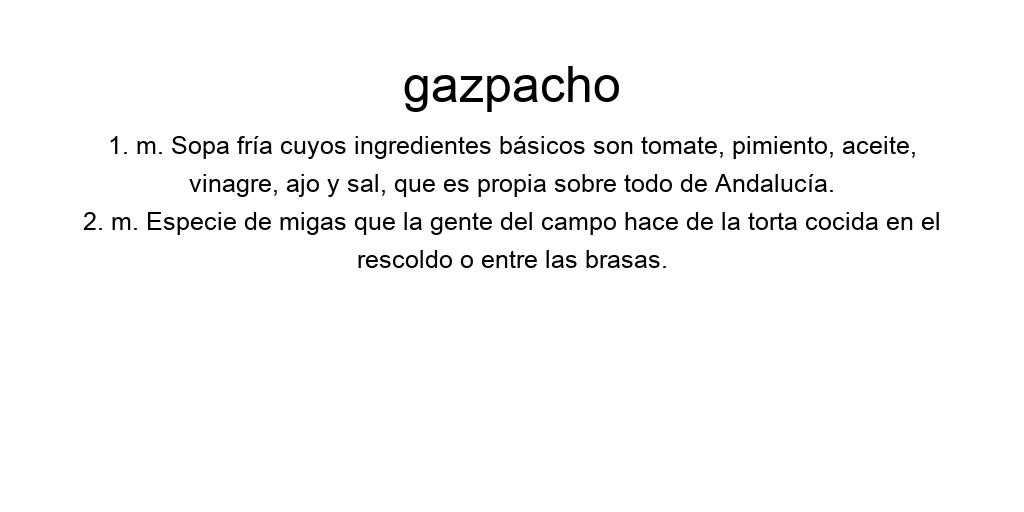 gazpacho
1. m. Sopa fría cuyos ingredientes básicos son tomate, pimiento, aceite,
vinagre, ajo y sal, que es propia sobre todo de Andalucía.
2. m. Especie de migas que la gente del campo hace de la torta cocida en el
rescoldo o entre las brasas.